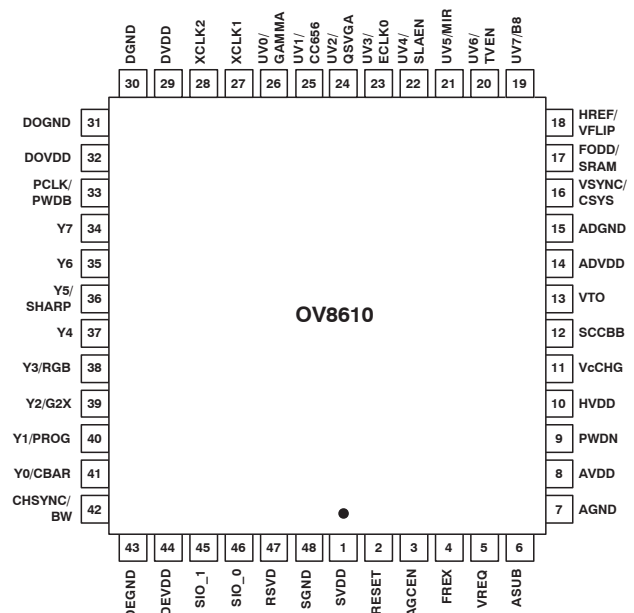 DGND
DVDD
XCLK2
XCLK1
UV0/
GAMMA
UV1/
CC656
UV2/
QSVGA
UV3/
ECLK0
UV4/
SLAEN
UV5/MIR
UV6/
TVEN
UV7/B8
30 29 28 27 26 25 24 23 22 21 20 19
DOGND 31
DOVDD 32
PCLK/
PWDB
33
Y7 34
Y6 35
Y5/
SHARP
36
Y4 37
Y3/RGB 38
Y2/G2X 39
Y1/PROG 40
Y0/CBAR 41
CHSYNC/
BW
42
OV8610
18 HREF/
VFLIP
17 FODD/
SRAM
16 VSYNC/
CSYS
15 ADGND
14 ADVDD
13 VTO
12 SCCBB
11 VcCHG
10 HVDD
9 PWDN
8 AVDD
7 AGND
43 44 45 46 47 48 1 2 3 4 5 6
DEGND
DEVDD
SIO_1
SIO_0
RSVD
SGND
SVDD
RESET
AGCEN
FREX
VREQ
ASUB